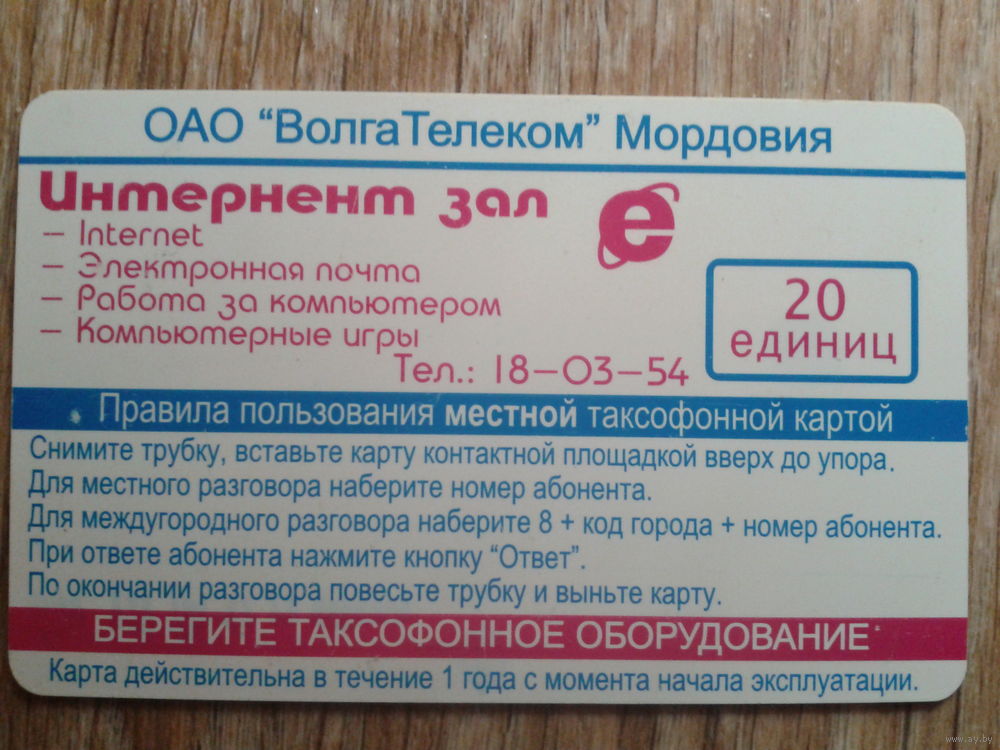 ОАО “ВолгаТелеком” Мордовия
Интернент зал
– Internet
– Электронная почта
– Работа за компьютером
– Компьютерные игры
Тел.: 18–03–54
20
единиц
Правила пользования местной таксофонной картой
Снимите трубку, вставьте карту контактной площадкой вверх до упора.
Для местного разговора наберите номер абонента.
Для междугородного разговора наберите 8 + код города + номер абонента.
При ответе абонента нажмите кнопку “Ответ”.
По окончании разговора повесьте трубку и выньте карту.
БЕРЕГИТЕ ТАКСОФОННОЕ ОБОРУДОВАНИЕ
Карта действительна в течение 1 года с момента начала эксплуатации.
www.ay.by